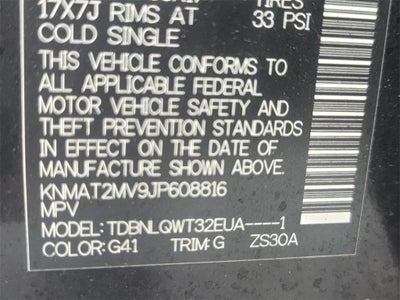 17X7J RIMS AT 33 PSI
COLD SINGLE
THIS VEHICLE CONFORMS TO
ALL APPLICABLE FEDERAL
MOTOR VEHICLE SAFETY AND
THEFT PREVENTION STANDARDS
IN EFFECT ON THE DATE OF
MANUFACTURE SHOWN ABOVE.
KNMAT2MV9JP608816
MPV
MODEL:TDBNLQWT32EUA----1
COLOR:G41 TRIM:G ZS30A